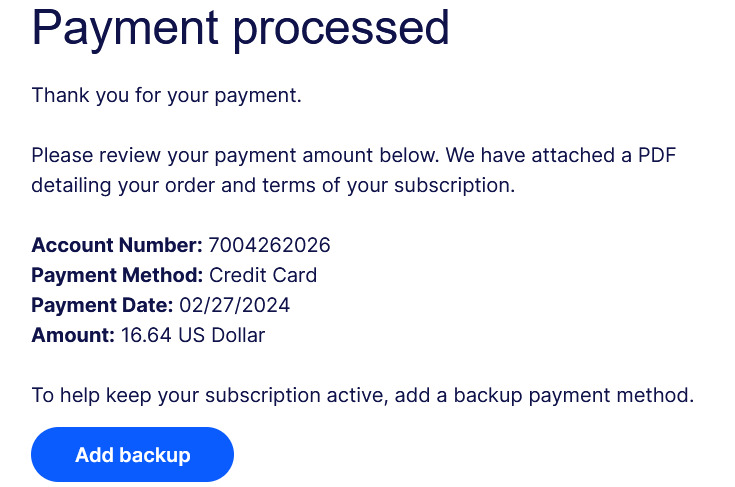 Payment processed
Thank you for your payment.
Please review your payment amount below. We have attached a PDF
detailing your order and terms of your subscription.
Account Number: 7004262026
Payment Method: Credit Card
Payment Date: 02/27/2024
Amount: 16.64 US Dollar
To help keep your subscription active, add a backup payment method.
Add backup